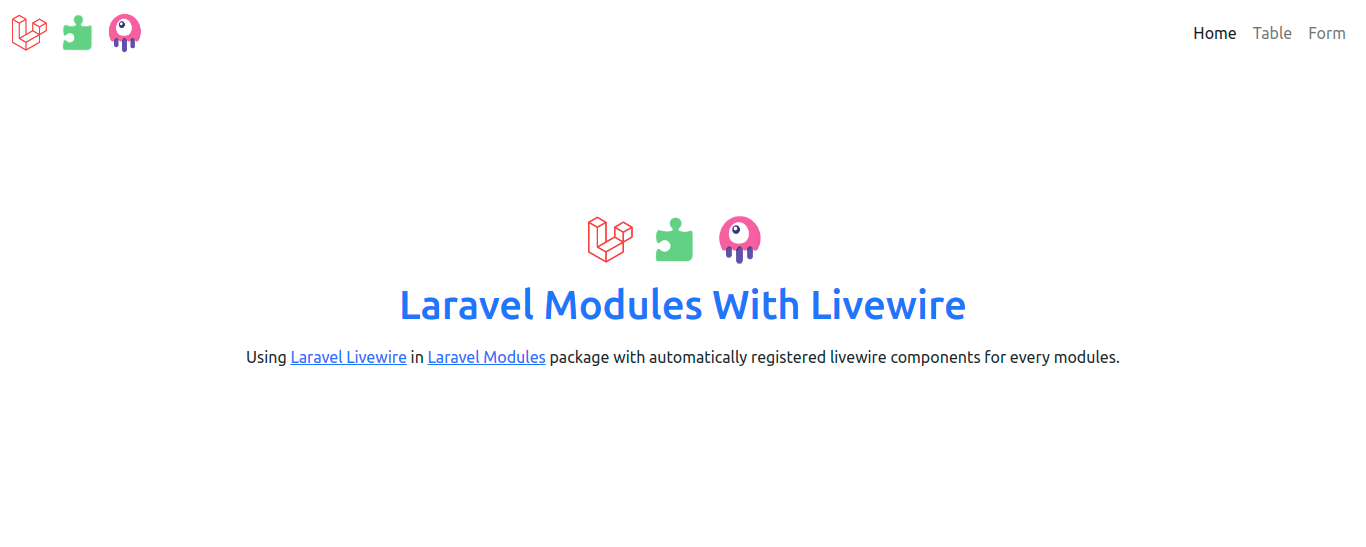 Home Table Form
Laravel Modules With Livewire
Using Laravel Livewire in Laravel Modules package with automatically registered livewire components for every modules.